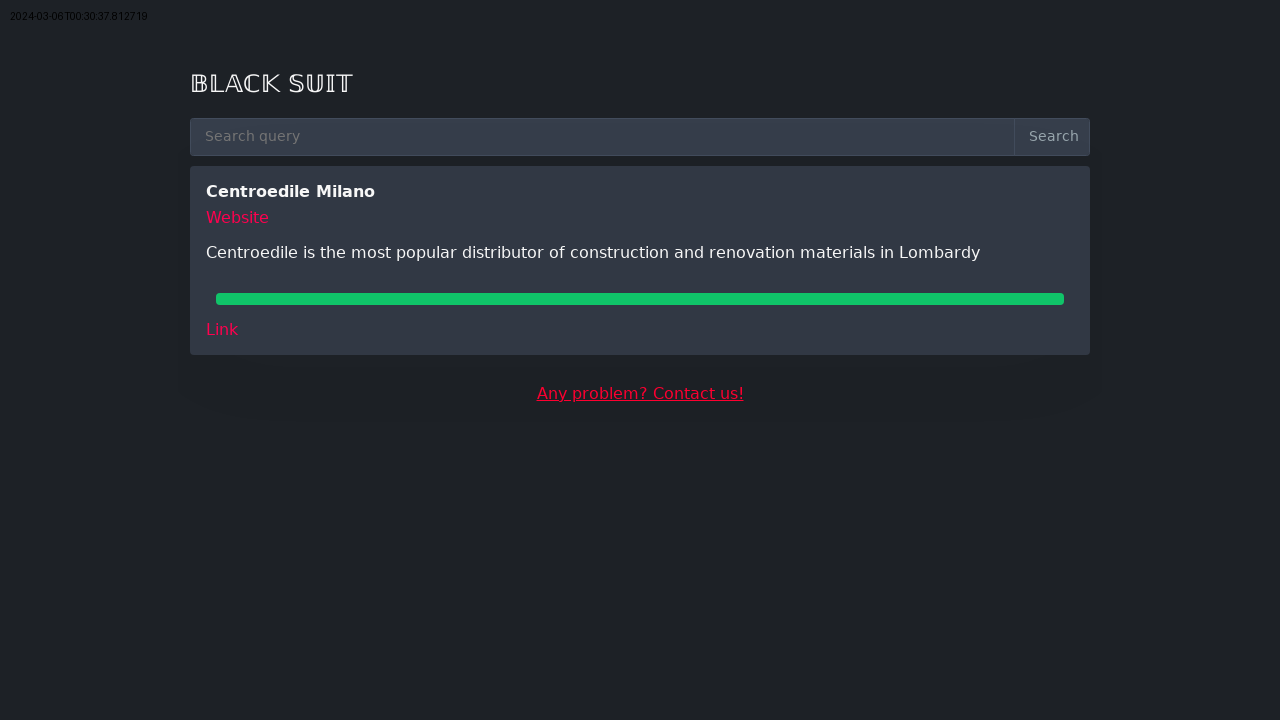 2024-03-06T00:30:37.812719
𝔹𝕃𝔸ℂ𝕂 𝕊𝕌𝕀𝕋
Search query
Search
Centroedile Milano
Website
Centroedile is the most popular distributor of construction and renovation materials in Lombardy
Link
Any problem? Contact us!